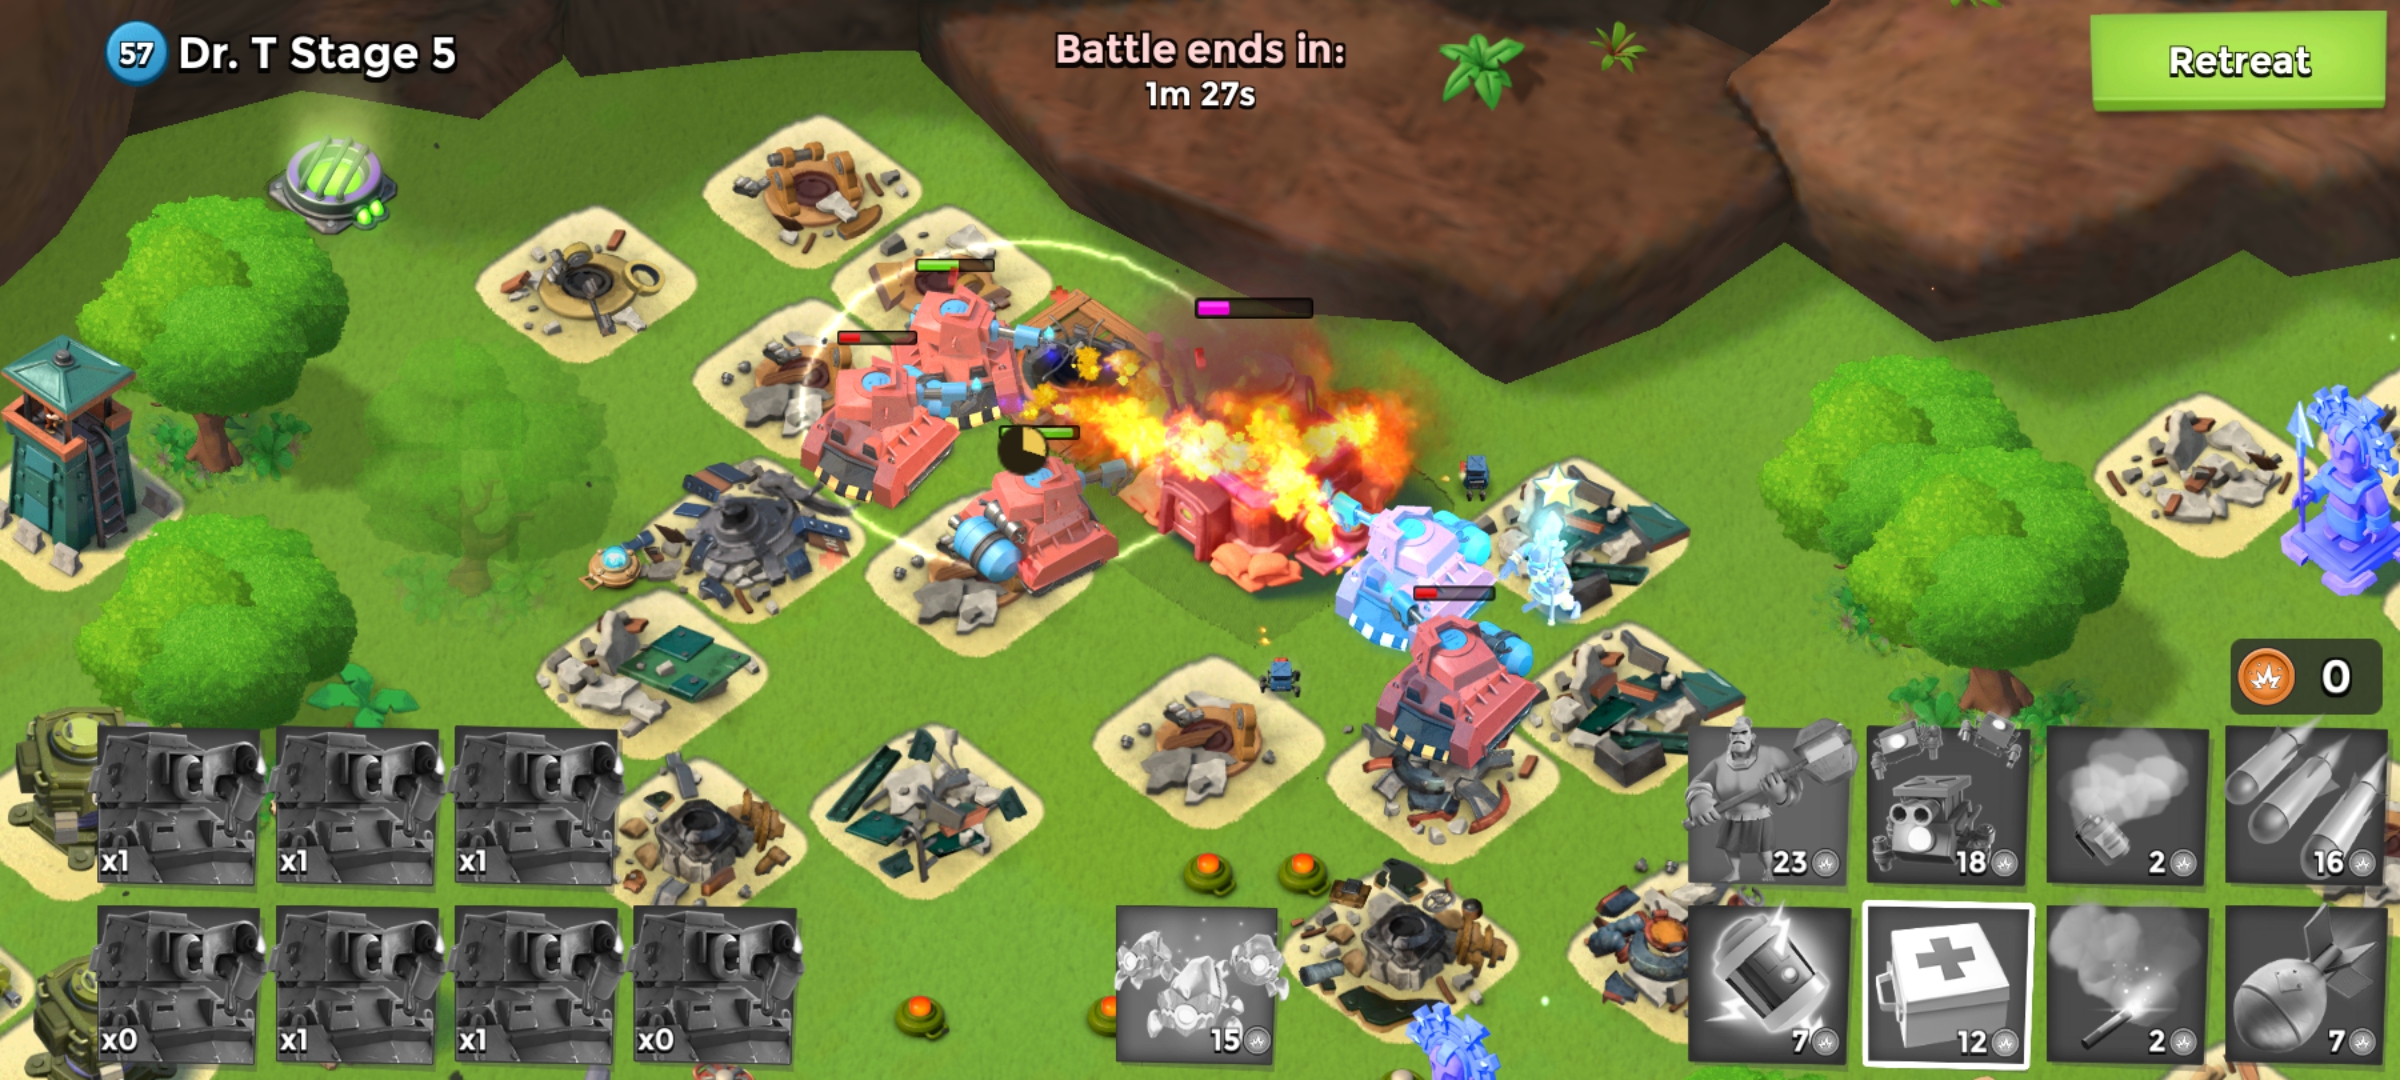 57 Dr. T Stage 5
Battle ends in:
1m 27s
Retreat
0
x1 x1 x1
23 18 2 16
x0 x1 x1 x0
15 7 12 2 7